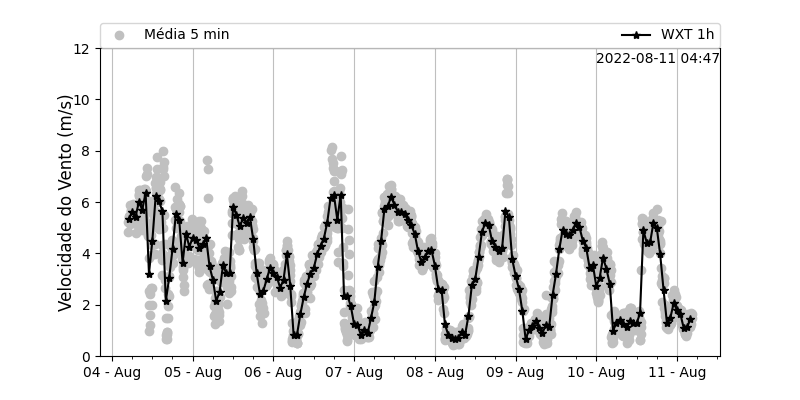 Média 5 min
WXT 1h
2022-08-11 04:47
Velocidade do Vento (m/s)
12
10
8
6
4
2
0
04 - Aug
05 - Aug
06 - Aug
07 - Aug
08 - Aug
09 - Aug
10 - Aug
11 - Aug